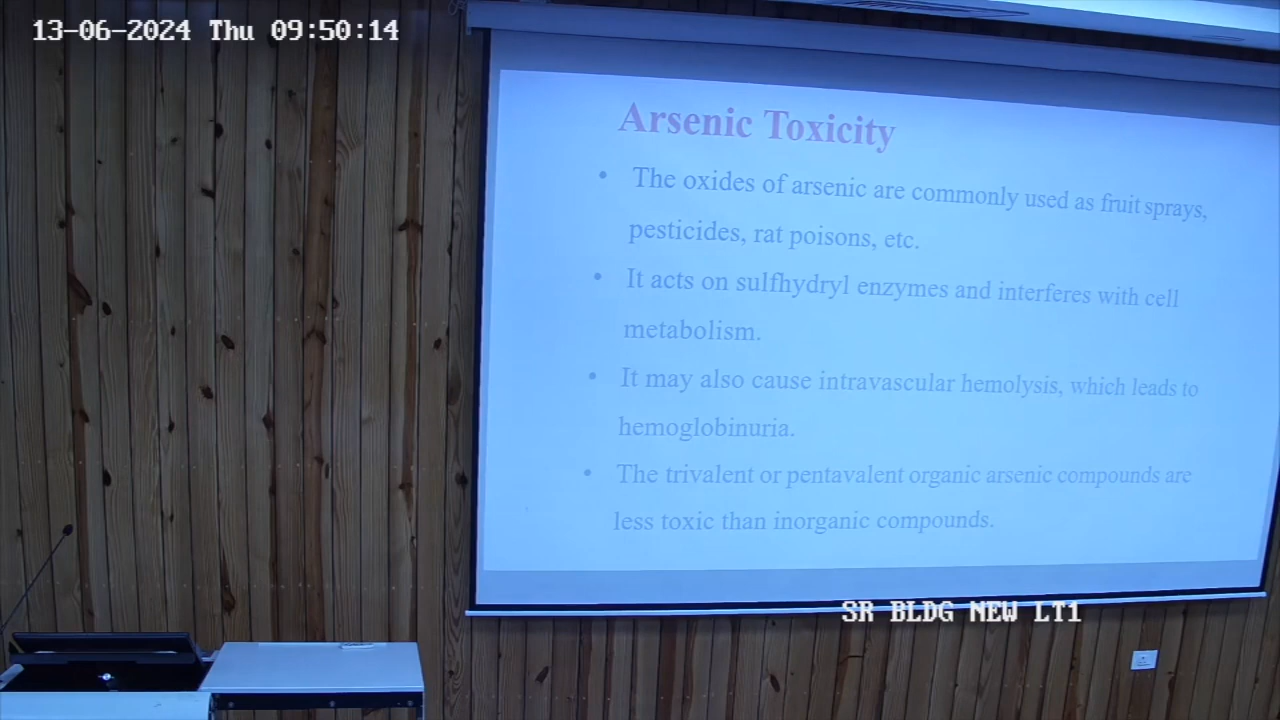 13-06-2024 Thu 09:50:14
Arsenic Toxicity
• The oxides of arsenic are commonly used as fruit sprays,
pesticides, rat poisons, etc.
• It acts on sulfhydryl enzymes and interferes with cell
metabolism.
• It may also cause intravascular hemolysis, which leads to
hemoglobinuria.
• The trivalent or pentavalent organic arsenic compounds are
less toxic than inorganic compounds.
SR BLDG NEW LT1